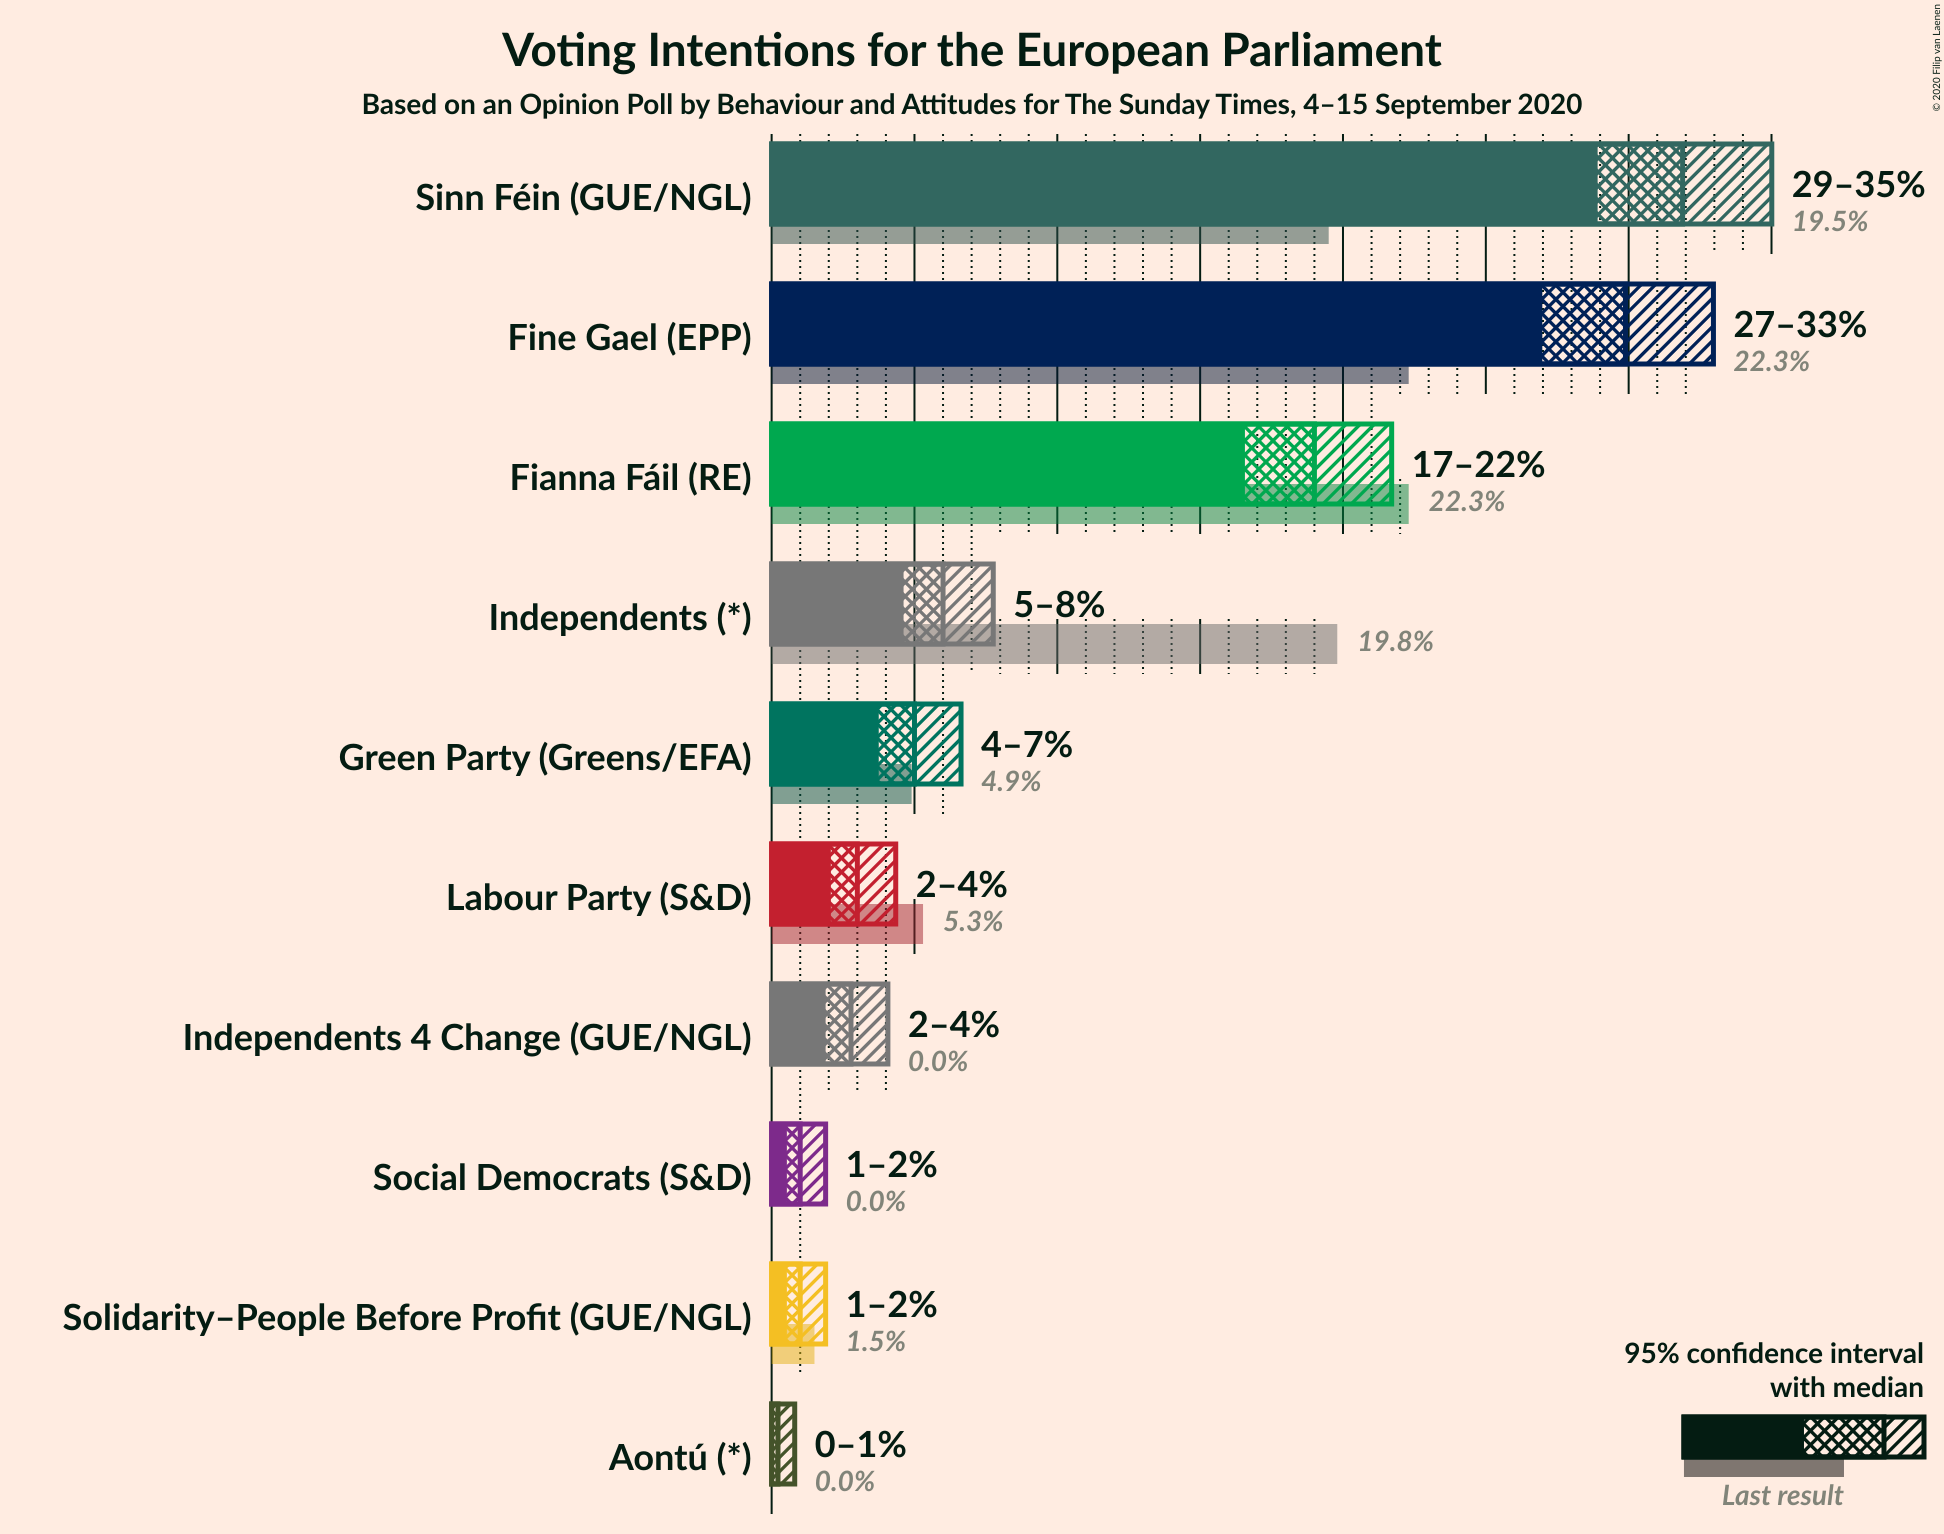 Voting Intentions for the European Parliament
Based on an Opinion Poll by Behaviour and Attitudes for The Sunday Times, 4–15 September 2020
© 2020 Filip van Laenen
Sinn Féin (GUE/NGL)
29–35%
19.5%
Fine Gael (EPP)
27–33%
22.3%
Fianna Fáil (RE)
17–22%
22.3%
Independents (*)
5–8%
19.8%
Green Party (Greens/EFA)
4–7%
4.9%
Labour Party (S&D)
2–4%
5.3%
Independents 4 Change (GUE/NGL)
2–4%
0.0%
Social Democrats (S&D)
1–2%
0.0%
Solidarity–People Before Profit (GUE/NGL)
1–2%
1.5%
Aontú (*)
0–1%
0.0%
95% confidence interval
with median
Last result